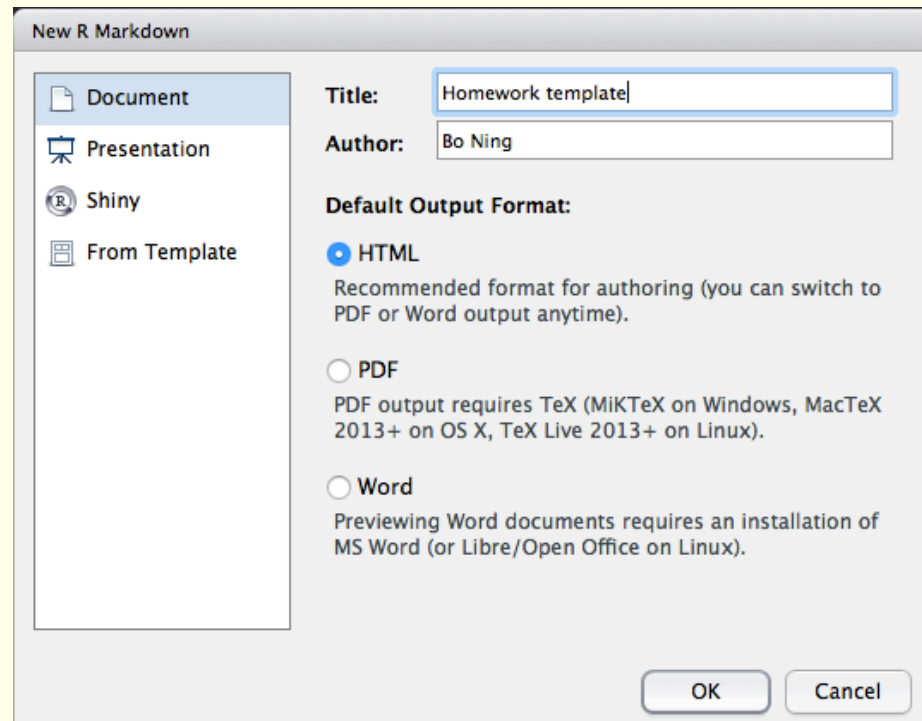 New R Markdown
Document
Presentation
Shiny
From Template
Title: Homework template
Author: Bo Ning
Default Output Format:
HTML
Recommended format for authoring (you can switch to
PDF or Word output anytime).
PDF
PDF output requires TeX (MiKTeX on Windows, MacTeX
2013+ on OS X, TeX Live 2013+ on Linux).
Word
Previewing Word documents requires an installation of
MS Word (or Libre/Open Office on Linux).
OK Cancel